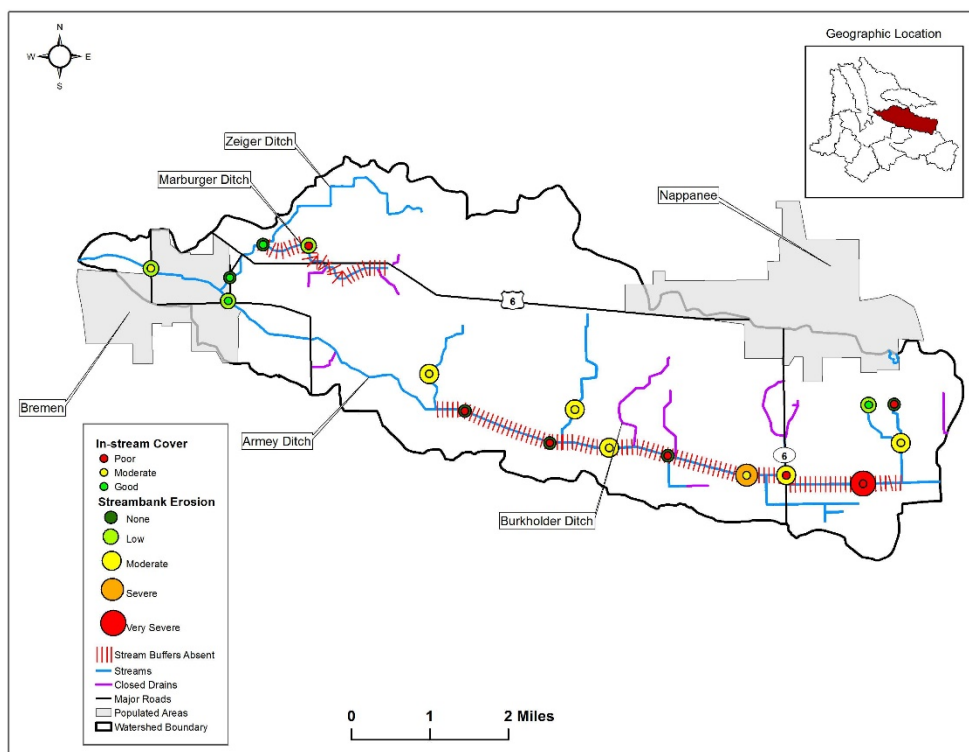 N
W E
S
Geographic Location
Zeiger Ditch
Marburger Ditch
Nappanee
6
Bremen
Armey Ditch
6
Burkholder Ditch
In-stream Cover
Poor
Moderate
Good
Streambank Erosion
None
Low
Moderate
Severe
Very Severe
Stream Buffers Absent
Streams
Closed Drains
Major Roads
Populated Areas
Watershed Boundary
0 1 2 Miles